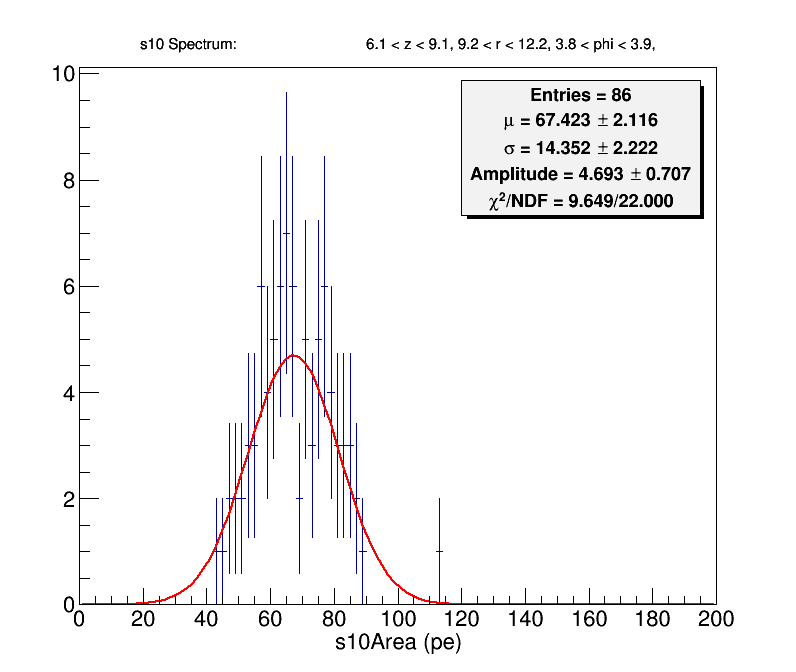 s10 Spectrum: 6.1 < z < 9.1, 9.2 < r < 12.2, 3.8 < phi < 3.9,
Entries = 86
μ = 67.423 ± 2.116
σ = 14.352 ± 2.222
Amplitude = 4.693 ± 0.707
χ²/NDF = 9.649/22.000
10
8
6
4
2
0
0 20 40 60 80 100 120 140 160 180 200
s10Area (pe)